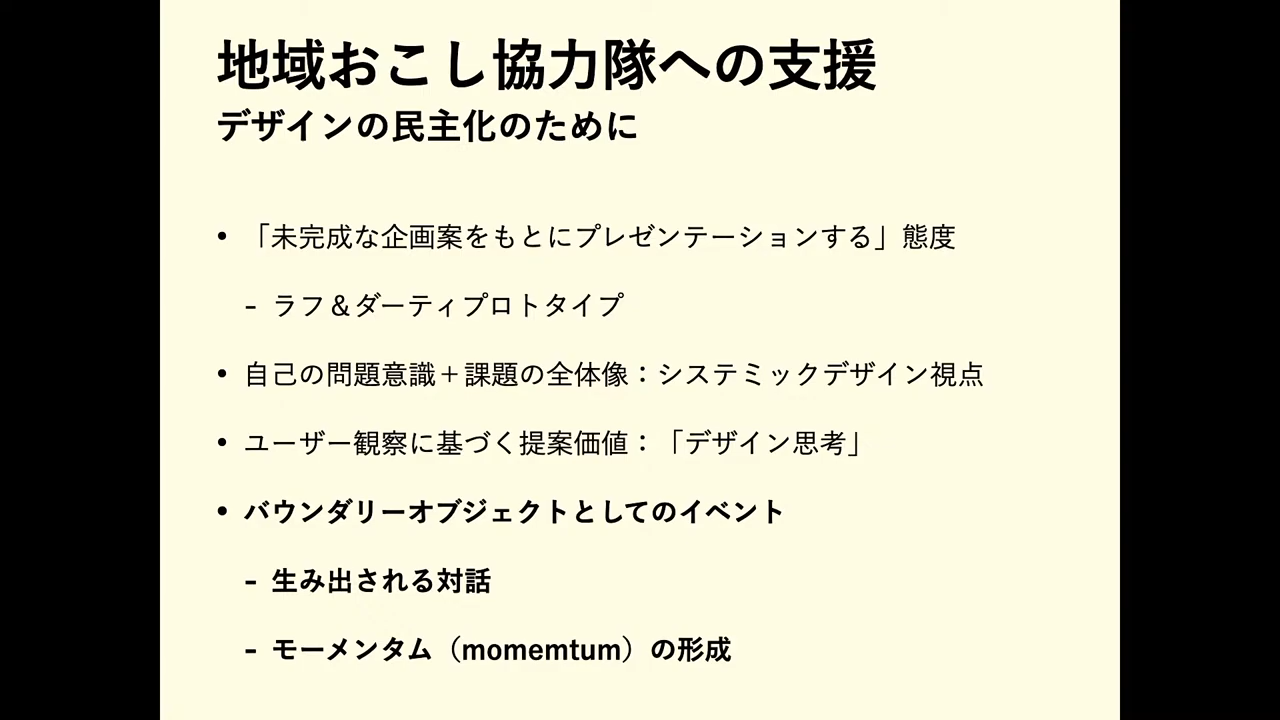 地域おこし協力隊への支援
デザインの民主化のために
• 「未完成な企画案をもとにプレゼンテーションする」態度
- ラフ＆ダーティプロトタイプ
• 自己の問題意識＋課題の全体像：システミックデザイン視点
• ユーザー観察に基づく提案価値：「デザイン思考」
• バウンダリーオブジェクトとしてのイベント
- 生み出される対話
- モーメンタム（momemtum）の形成